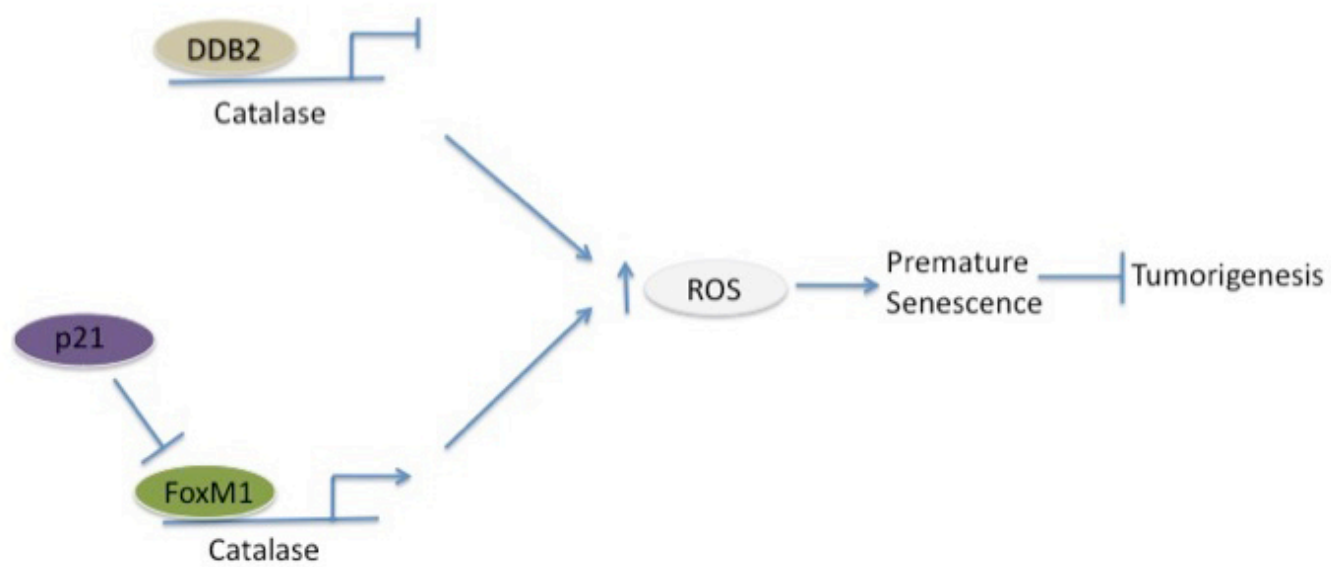 DDB2
Catalase
ROS
Premature
Senescence
Tumorigenesis
p21
FoxM1
Catalase